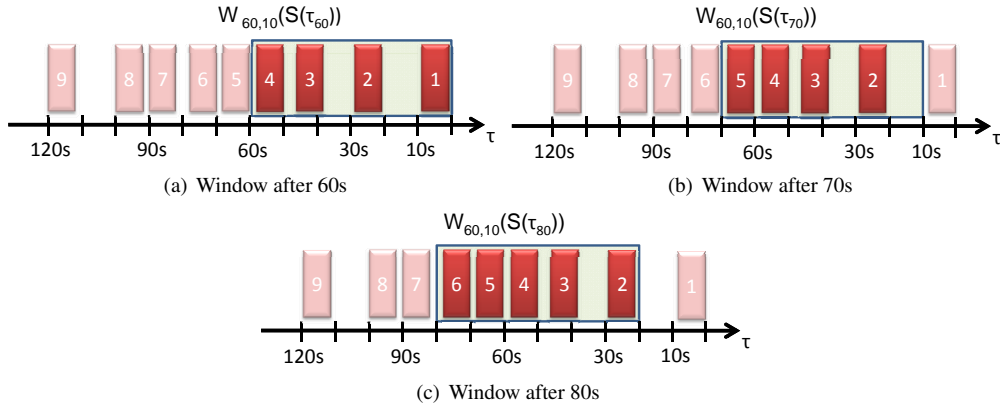 W60,10(S(τ60))
9 8 7 6 5 4 3 2 1
120s 90s 60s 30s 10s τ
(a) Window after 60s
W60,10(S(τ70))
9 8 7 6 5 4 3 2 1
120s 90s 60s 30s 10s τ
(b) Window after 70s
W60,10(S(τ80))
9 8 7 6 5 4 3 2 1
120s 90s 60s 30s 10s τ
(c) Window after 80s